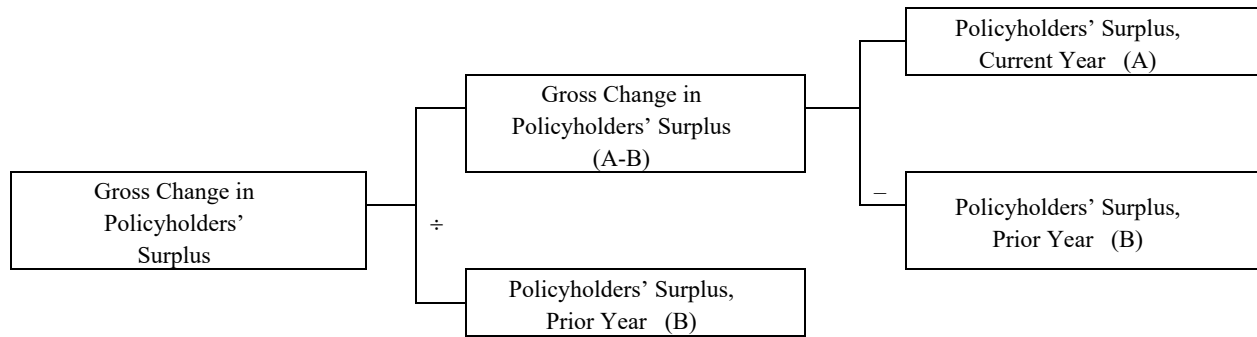 Gross Change in
Policyholders’
Surplus
÷
Gross Change in
Policyholders’ Surplus
(A-B)
Policyholders’ Surplus,
Prior Year (B)
–
Policyholders’ Surplus,
Current Year (A)
Policyholders’ Surplus,
Prior Year (B)